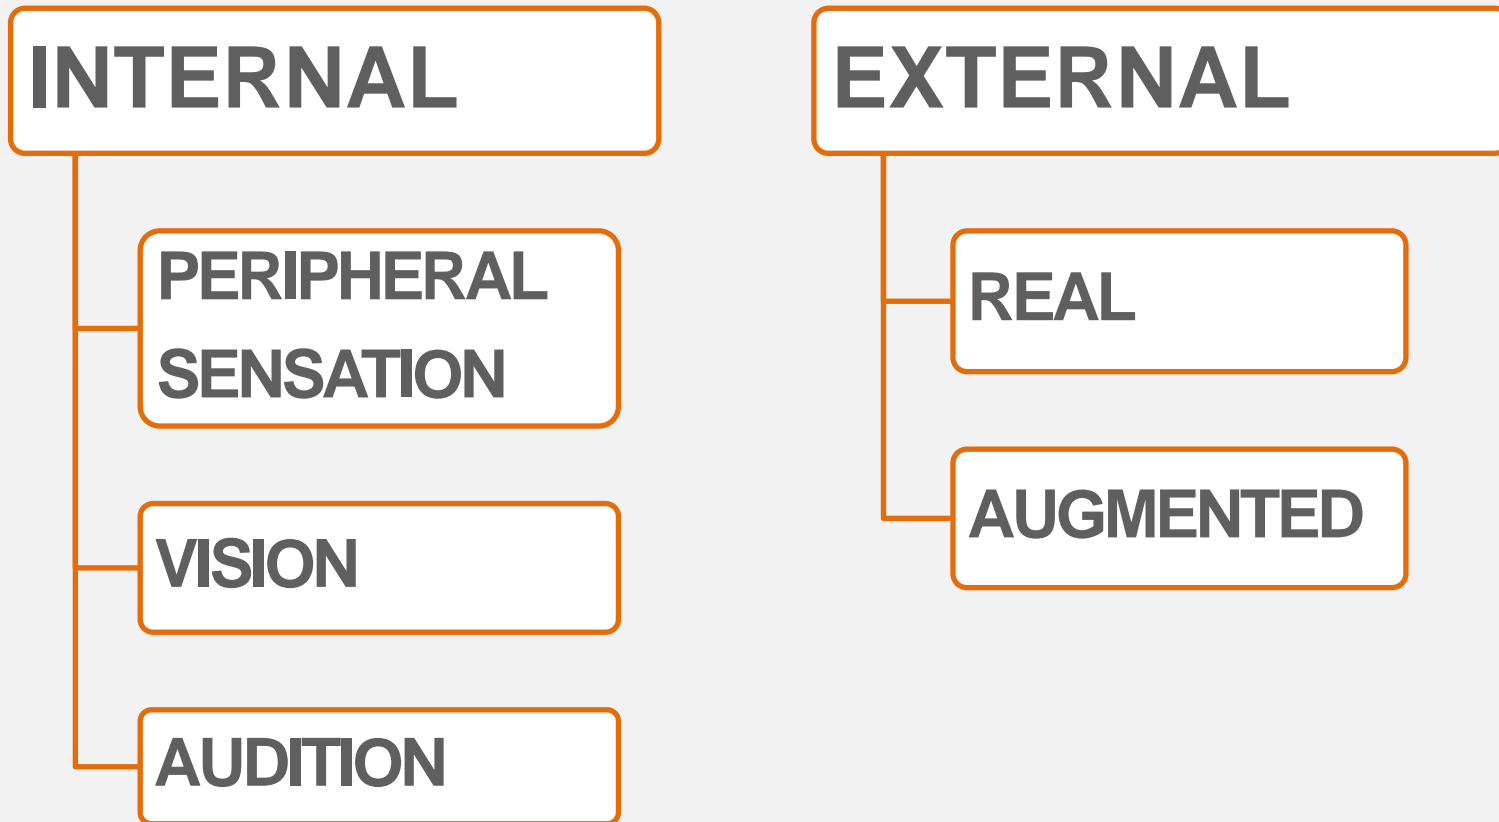 INTERNAL
PERIPHERAL
SENSATION
VISION
AUDITION
EXTERNAL
REAL
AUGMENTED